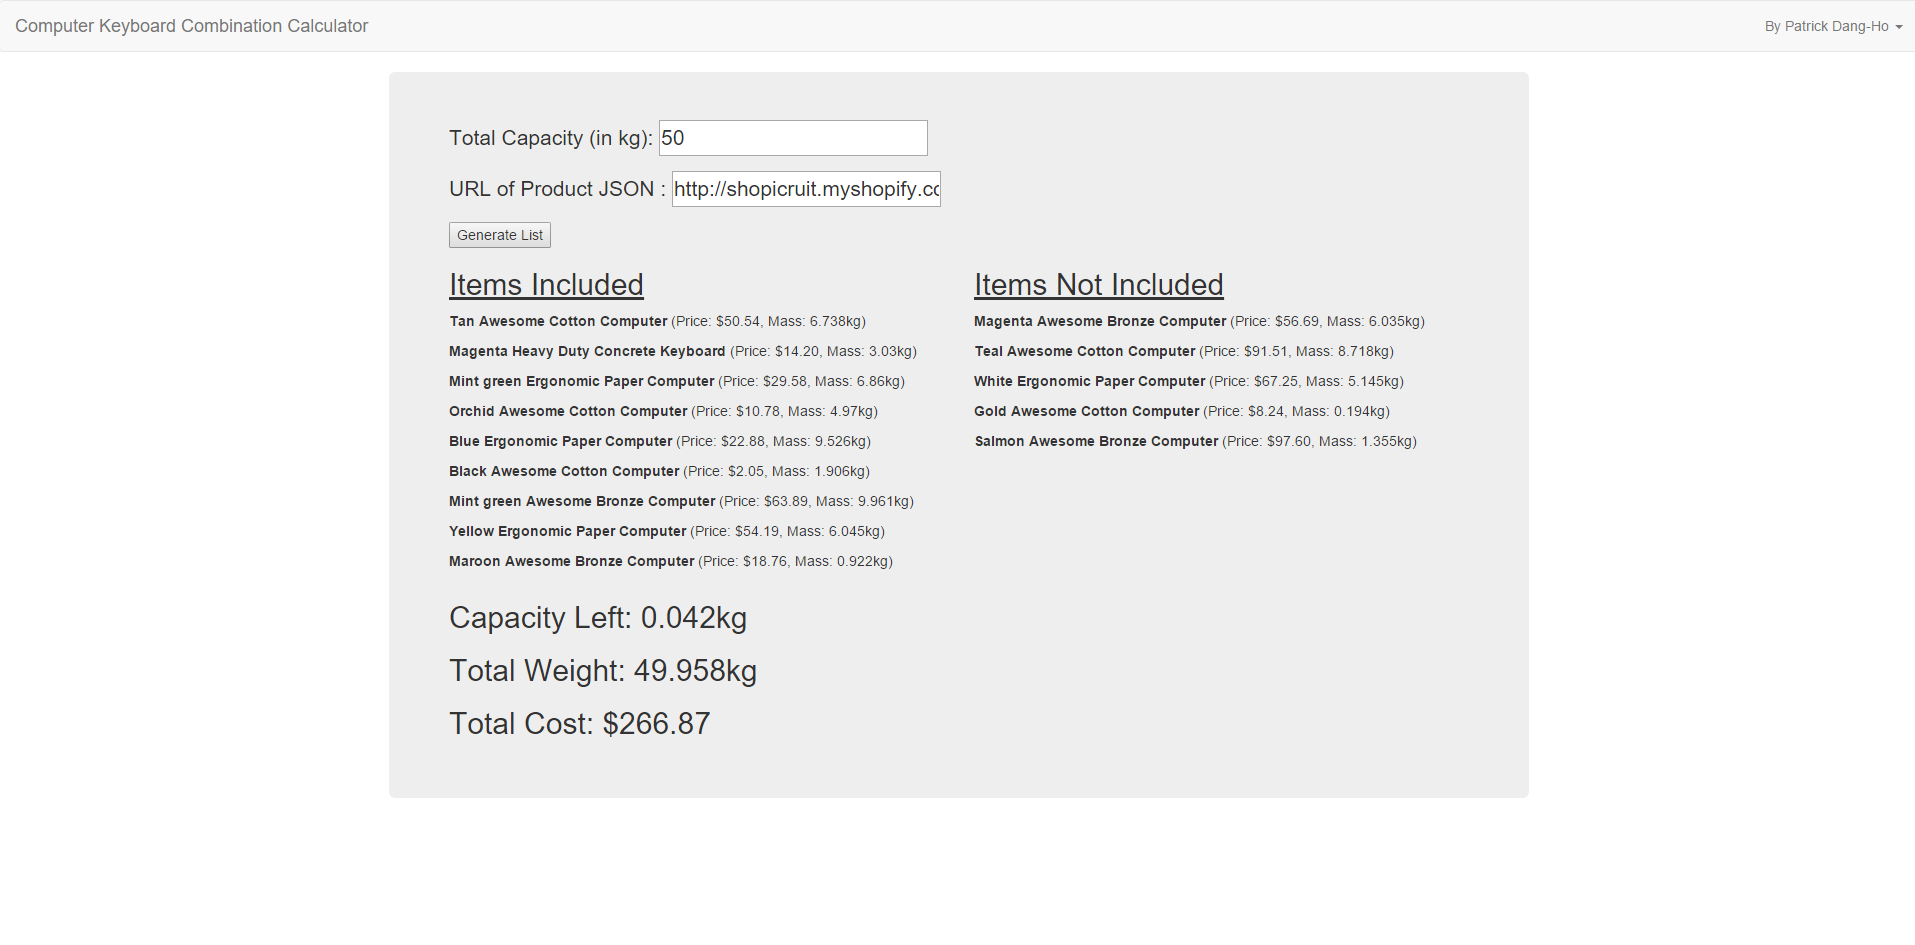 Computer Keyboard Combination Calculator
By Patrick Dang-Ho
Total Capacity (in kg): 50
URL of Product JSON : http://shopicruit.myshopify.co
Generate List
Items Included
Tan Awesome Cotton Computer (Price: $50.54, Mass: 6.738kg)
Magenta Heavy Duty Concrete Keyboard (Price: $14.20, Mass: 3.03kg)
Mint green Ergonomic Paper Computer (Price: $29.58, Mass: 6.86kg)
Orchid Awesome Cotton Computer (Price: $10.78, Mass: 4.97kg)
Blue Ergonomic Paper Computer (Price: $22.88, Mass: 9.526kg)
Black Awesome Cotton Computer (Price: $2.05, Mass: 1.906kg)
Mint green Awesome Bronze Computer (Price: $63.89, Mass: 9.961kg)
Yellow Ergonomic Paper Computer (Price: $54.19, Mass: 6.045kg)
Maroon Awesome Bronze Computer (Price: $18.76, Mass: 0.922kg)
Items Not Included
Magenta Awesome Bronze Computer (Price: $56.69, Mass: 6.035kg)
Teal Awesome Cotton Computer (Price: $91.51, Mass: 8.718kg)
White Ergonomic Paper Computer (Price: $67.25, Mass: 5.145kg)
Gold Awesome Cotton Computer (Price: $8.24, Mass: 0.194kg)
Salmon Awesome Bronze Computer (Price: $97.60, Mass: 1.355kg)
Capacity Left: 0.042kg
Total Weight: 49.958kg
Total Cost: $266.87